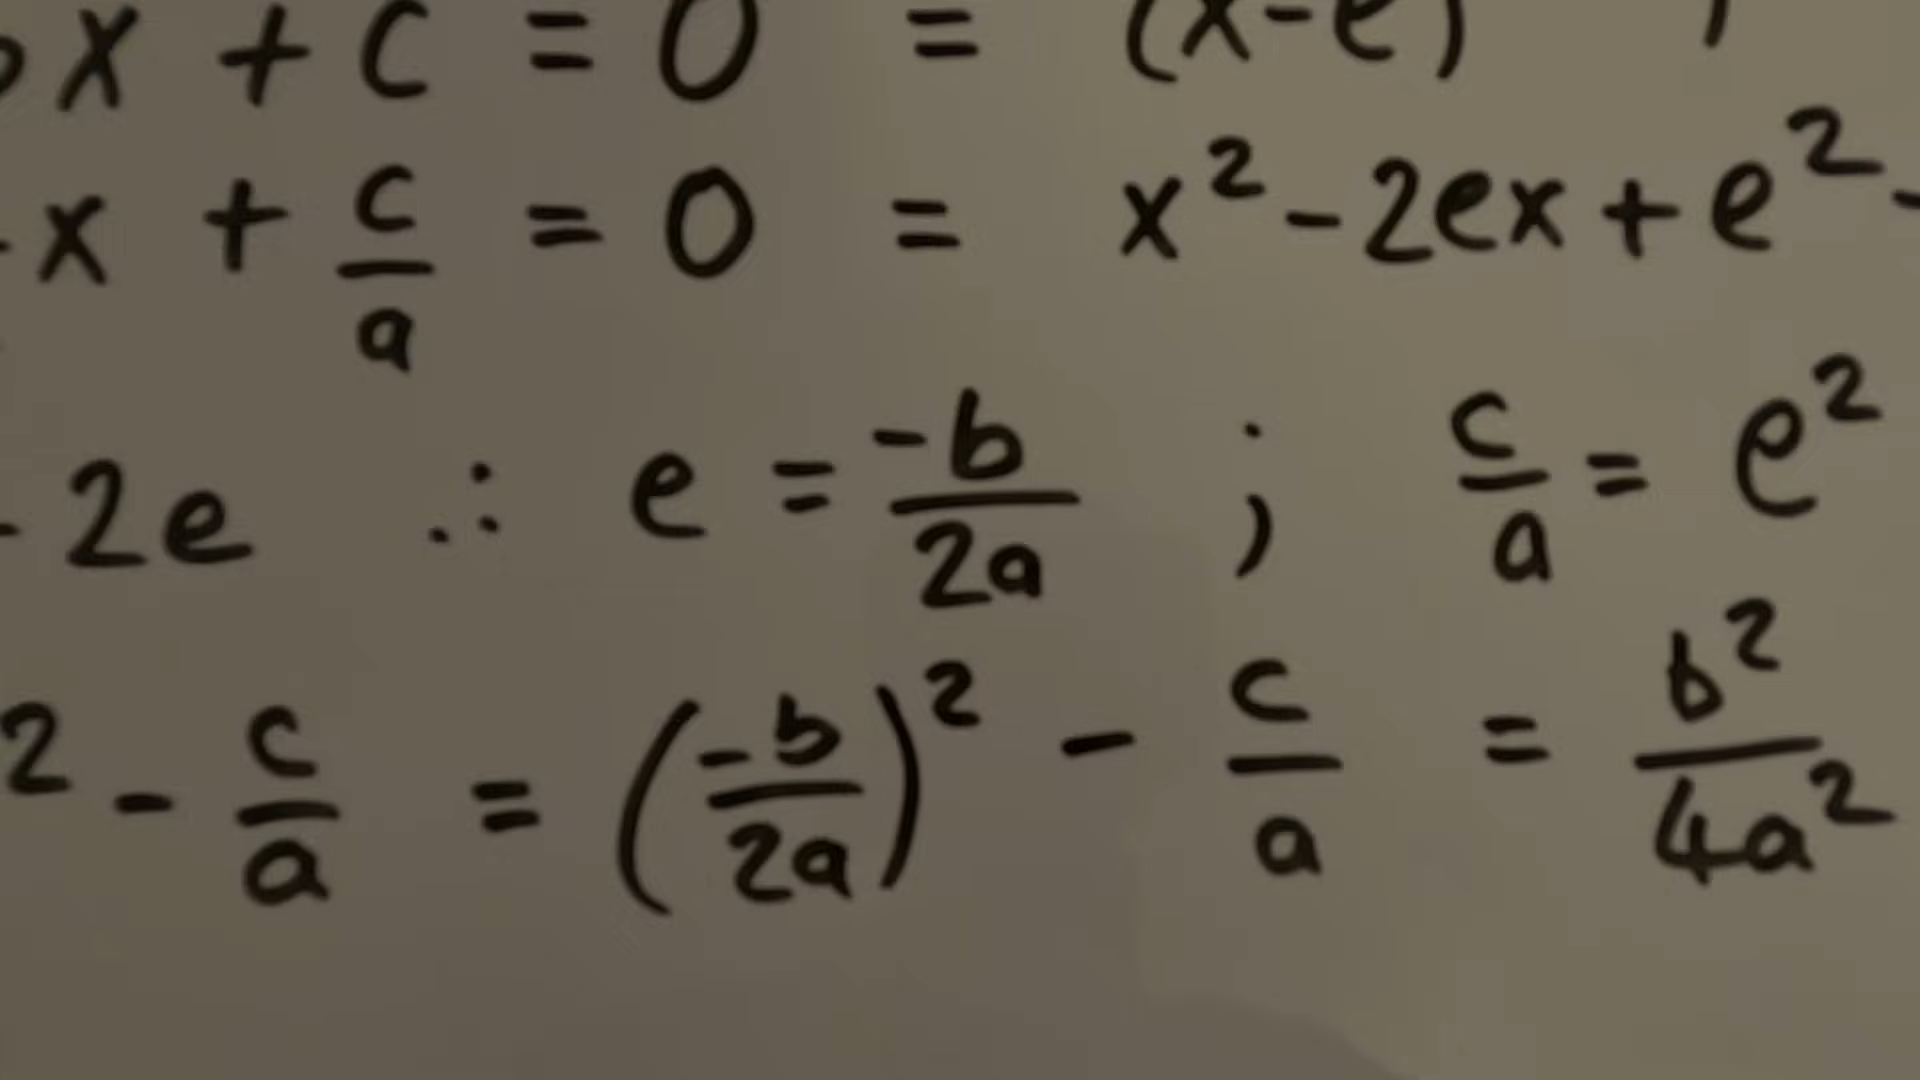 x + c = 0 = (x-e)
x + c/a = 0 = x² - 2ex + e² -
- 2e ∴ e = -b/2a ; c/a = e²
² - c/a = (-b/2a)² - c/a = b²/4a²